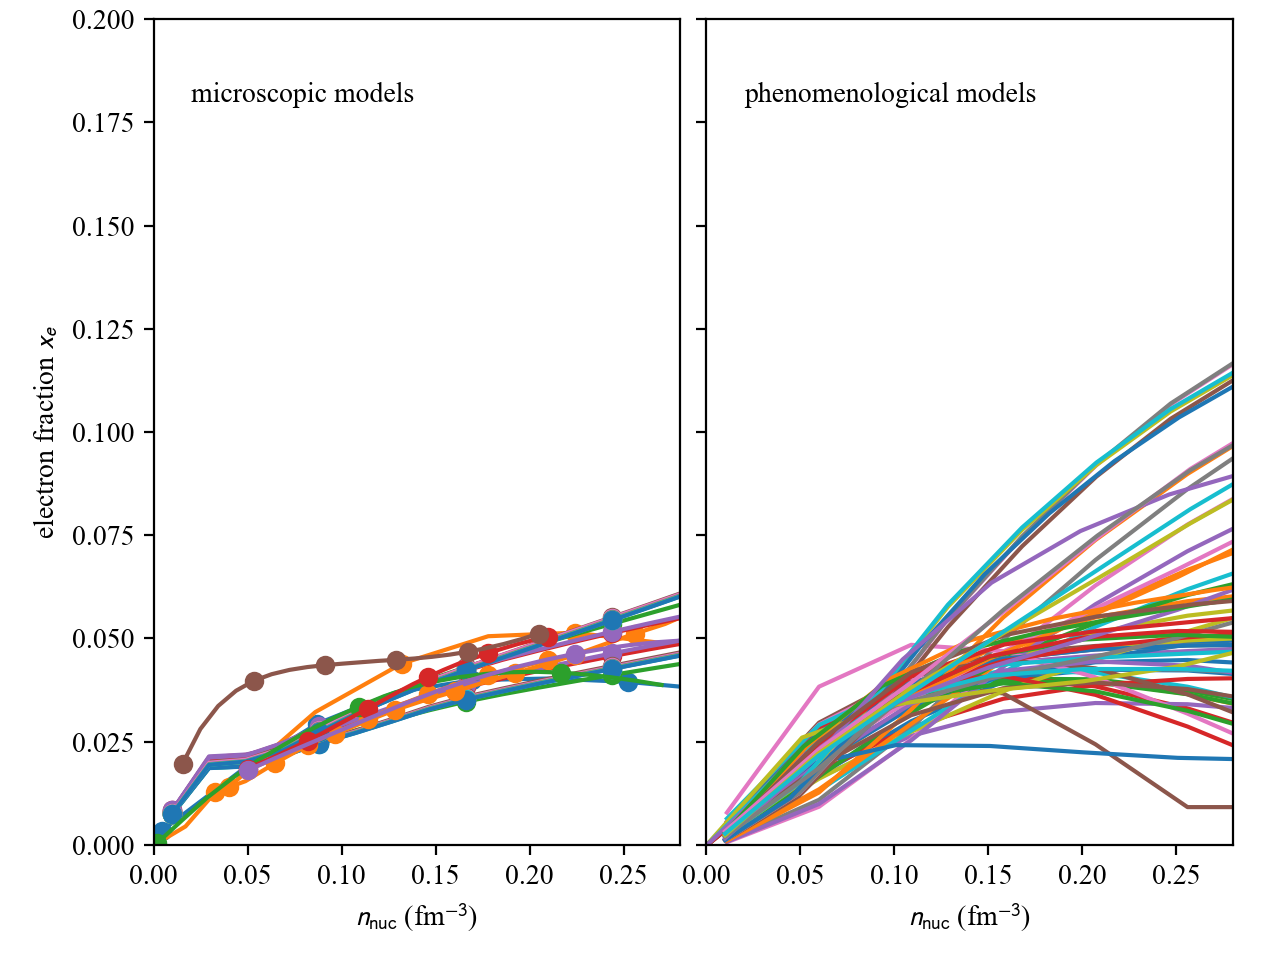 0.200
0.175
0.150
0.125
0.100
0.075
0.050
0.025
0.000
electron fraction xₑ
microscopic models
phenomenological models
0.00 0.05 0.10 0.15 0.20 0.25
0.00 0.05 0.10 0.15 0.20 0.25
n_nuc (fm⁻³)
n_nuc (fm⁻³)